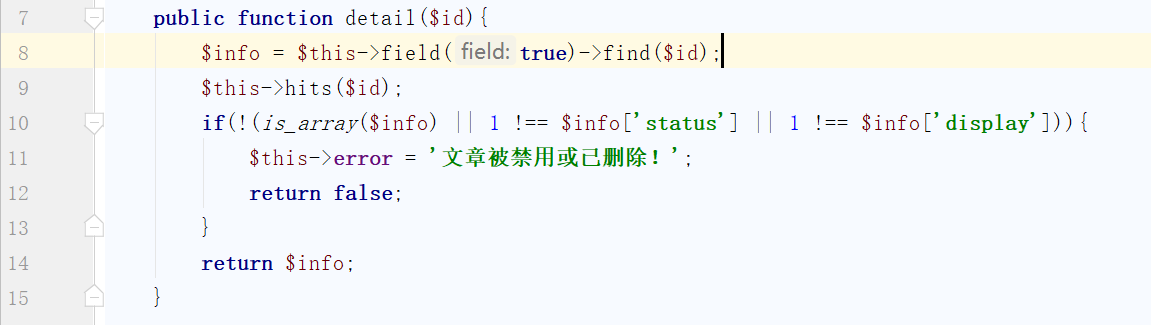 7 public function detail($id){
8 $info = $this->field( field: true)->find($id);
9 $this->hits($id);
10 if(!(is_array($info) || 1 !== $info['status'] || 1 !== $info['display'])){
11 $this->error = '文章被禁用或已删除！';
12 return false;
13 }
14 return $info;
15 }